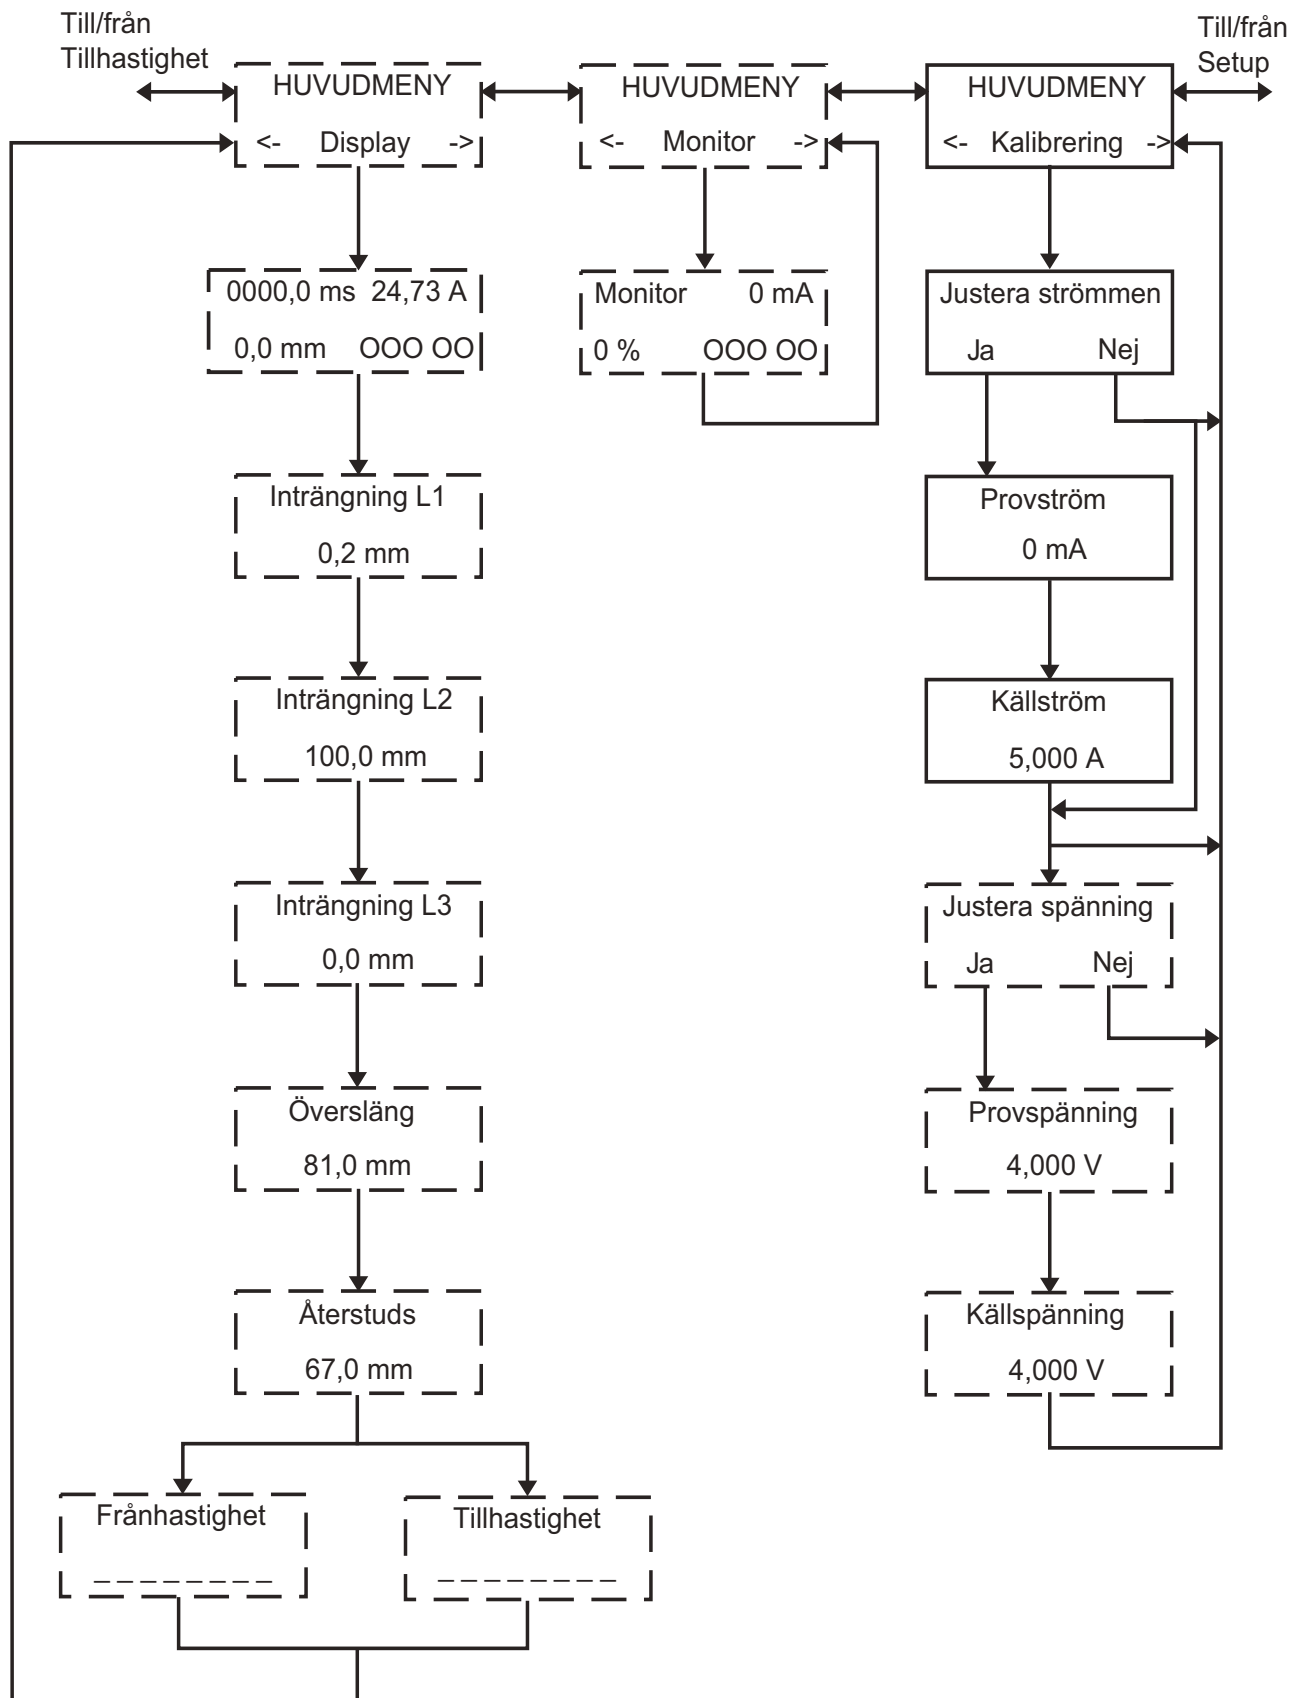 Till/från
Tillhastighet
HUVUDMENY
<- Display ->
0000,0 ms 24,73 A
0,0 mm OOO OO
Inträngning L1
0,2 mm
Inträngning L2
100,0 mm
Inträngning L3
0,0 mm
Översläng
81,0 mm
Återstuds
67,0 mm
Frånhastighet
_ _ _ _ _ _ _ _
Tillhastighet
_ _ _ _ _ _ _ _
HUVUDMENY
<- Monitor ->
Monitor 0 mA
0 % OOO OO
Till/från
Setup
HUVUDMENY
<- Kalibrering ->
Justera strömmen
Ja Nej
Provström
0 mA
Källström
5,000 A
Justera spänning
Ja Nej
Provspänning
4,000 V
Källspänning
4,000 V